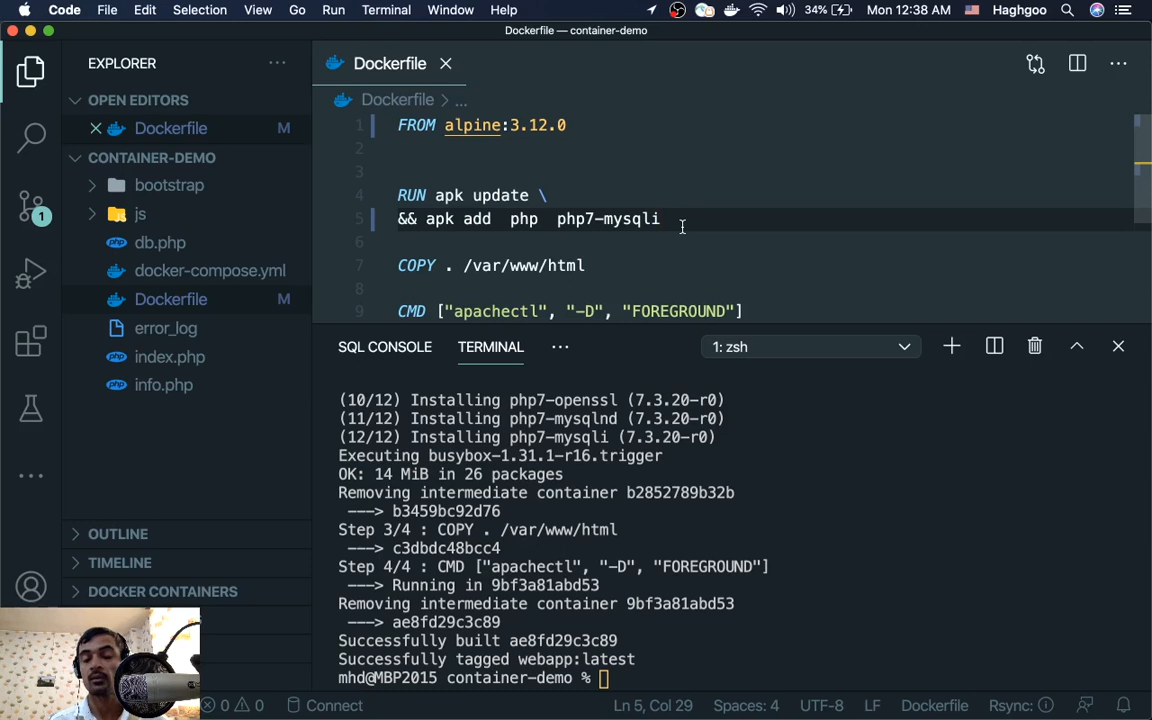 Code File Edit Selection View Go Run Terminal Window Help 34% Mon 12:38 AM Haghgoo
Dockerfile — container-demo
EXPLORER
OPEN EDITORS
Dockerfile M
CONTAINER-DEMO
bootstrap
js
db.php
docker-compose.yml
Dockerfile M
error_log
index.php
info.php
OUTLINE
TIMELINE
DOCKER CONTAINERS
1
Dockerfile
Dockerfile > ...
1 FROM alpine:3.12.0
2
3
4 RUN apk update \
5 && apk add  php  php7-mysqli
6
7 COPY . /var/www/html
8
9 CMD ["apachectl", "-D", "FOREGROUND"]
SQL CONSOLE TERMINAL ... 1: zsh
(10/12) Installing php7-openssl (7.3.20-r0)
(11/12) Installing php7-mysqlnd (7.3.20-r0)
(12/12) Installing php7-mysqli (7.3.20-r0)
Executing busybox-1.31.1-r16.trigger
OK: 14 MiB in 26 packages
Removing intermediate container b2852789b32b
 ---> b3459bc92d76
Step 3/4 : COPY . /var/www/html
 ---> c3dbdc48bcc4
Step 4/4 : CMD ["apachectl", "-D", "FOREGROUND"]
 ---> Running in 9bf3a81abd53
Removing intermediate container 9bf3a81abd53
 ---> ae8fd29c3c89
Successfully built ae8fd29c3c89
Successfully tagged webapp:latest
mhd@MBP2015 container-demo %
0 0 Connect Ln 5, Col 29 Spaces: 4 UTF-8 LF Dockerfile Rsync: